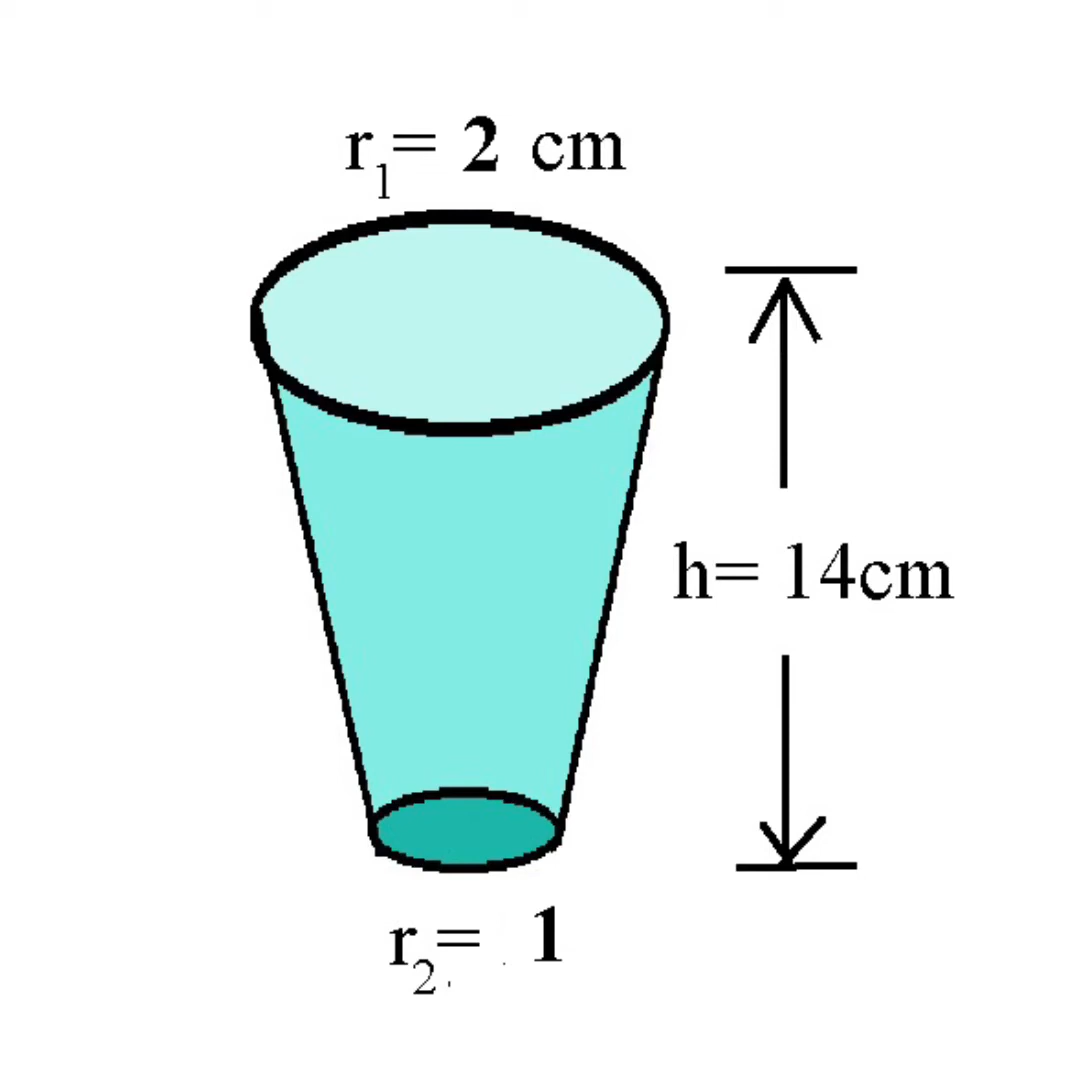 r₁= 2 cm
h= 14cm
r₂= 1